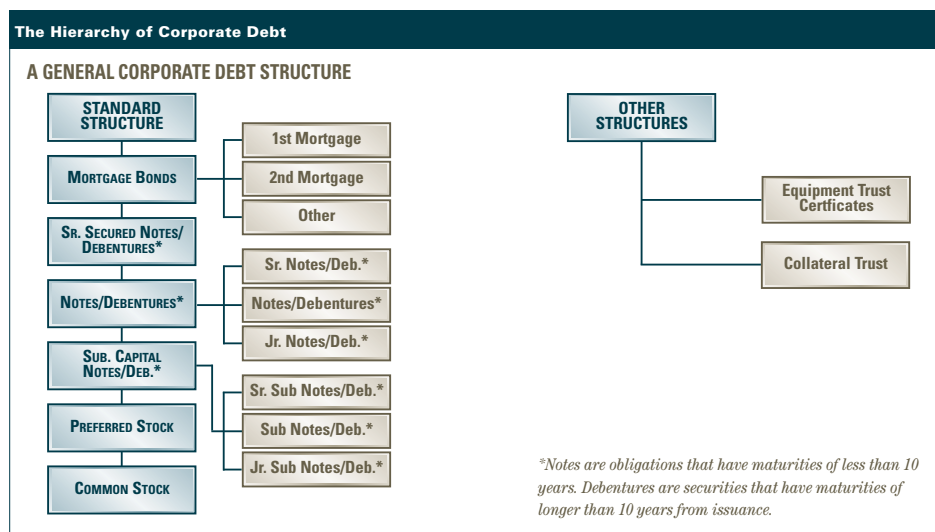 The Hierarchy of Corporate Debt
A GENERAL CORPORATE DEBT STRUCTURE
STANDARD
STRUCTURE
MORTGAGE BONDS
1st Mortgage
2nd Mortgage
Other
SR. SECURED NOTES/
DEBENTURES*
NOTES/DEBENTURES*
Sr. Notes/Deb.*
Notes/Debentures*
Jr. Notes/Deb.*
SUB. CAPITAL
NOTES/DEB.*
Sr. Sub Notes/Deb.*
Sub Notes/Deb.*
Jr. Sub Notes/Deb.*
PREFERRED STOCK
COMMON STOCK
OTHER
STRUCTURES
Equipment Trust
Certficates
Collateral Trust
*Notes are obligations that have maturities of less than 10
years. Debentures are securities that have maturities of
longer than 10 years from issuance.